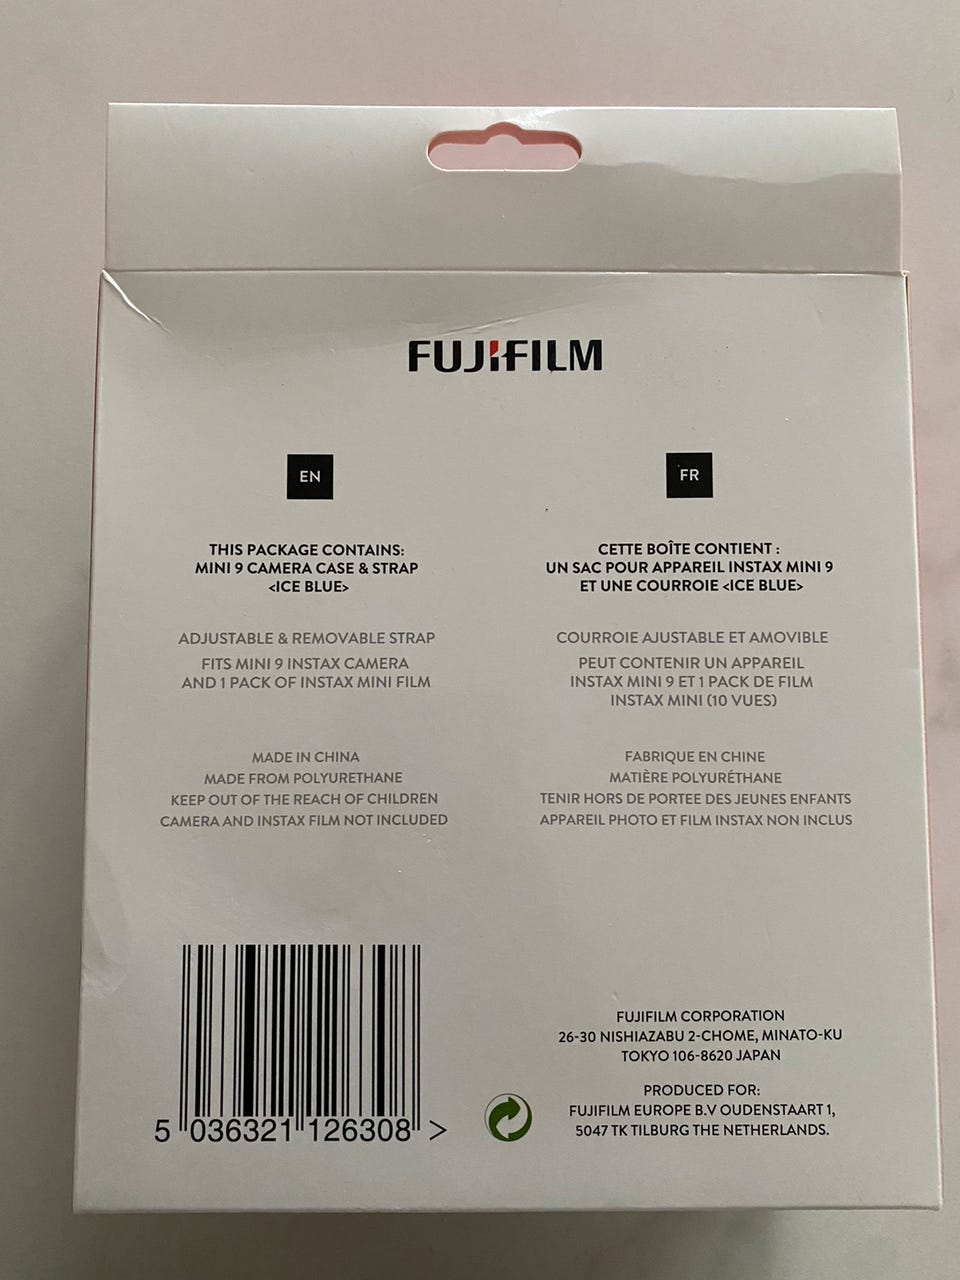 FUJIFILM
EN
THIS PACKAGE CONTAINS:
MINI 9 CAMERA CASE & STRAP
<ICE BLUE>
ADJUSTABLE & REMOVABLE STRAP
FITS MINI 9 INSTAX CAMERA
AND 1 PACK OF INSTAX MINI FILM
MADE IN CHINA
MADE FROM POLYURETHANE
KEEP OUT OF THE REACH OF CHILDREN
CAMERA AND INSTAX FILM NOT INCLUDED
FR
CETTE BOÎTE CONTIENT :
UN SAC POUR APPAREIL INSTAX MINI 9
ET UNE COURROIE <ICE BLUE>
COURROIE AJUSTABLE ET AMOVIBLE
PEUT CONTENIR UN APPAREIL
INSTAX MINI 9 ET 1 PACK DE FILM
INSTAX MINI (10 VUES)
FABRIQUE EN CHINE
MATIÈRE POLYURÉTHANE
TENIR HORS DE PORTEE DES JEUNES ENFANTS
APPAREIL PHOTO ET FILM INSTAX NON INCLUS
5 036321 126308 >
FUJIFILM CORPORATION
26-30 NISHIAZABU 2-CHOME, MINATO-KU
TOKYO 106-8620 JAPAN
PRODUCED FOR:
FUJIFILM EUROPE B.V OUDENSTAART 1,
5047 TK TILBURG THE NETHERLANDS.